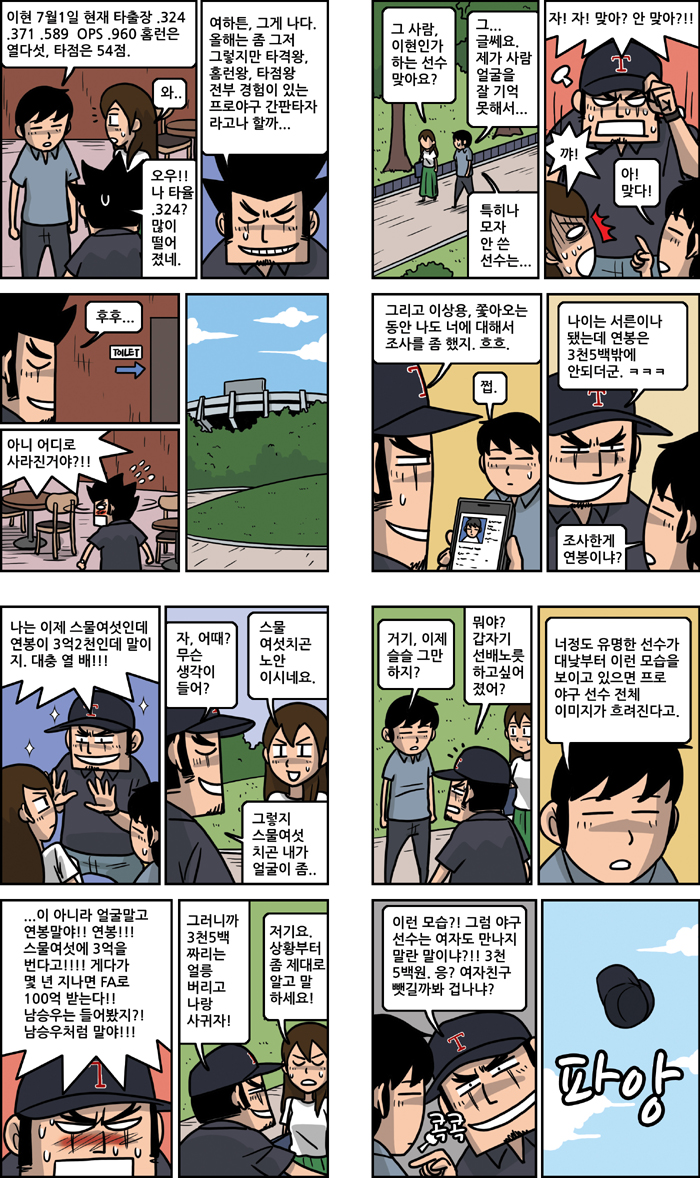 이현 7월1일 현재 타출장 .324
.371 .589 OPS .960 홈런은
열다섯, 타점은 54점.
와..
오우!!
나 타율
.324?
많이
떨어
졌네.
여하튼, 그게 나다.
올해는 좀 그저
그렇지만 타격왕,
홈런왕, 타점왕
전부 경험이 있는
프로야구 간판타자
라고나 할까...
그 사람,
이현인가
하는 선수
맞아요?
그...
글쎄요.
제가 사람
얼굴을
잘 기억
못해서...
특히나
모자
안 쓴
선수는...
자! 자! 맞아? 안 맞아?!!
T
꺄!
아!
맞다!
후후...
TOILET
아니 어디로
사라진거야?!!
그리고 이상용, 쫓아오는
동안 나도 너에 대해서
조사를 좀 했지. 흐흐.
T
쩝.
나이는 서른이나
됐는데 연봉은
3천5백밖에
안되더군. ㅋㅋㅋ
T
조사한게
연봉이냐?
나는 이제 스물여섯인데
연봉이 3억2천인데 말이
지. 대충 열 배!!!
T
자, 어때?
무슨
생각이
들어?
스물
여섯치곤
노안
이시네요.
그렇지
스물여섯
치곤 내가
얼굴이 좀..
거기, 이제
슬슬 그만
하지?
뭐야?
갑자기
선배노릇
하고싶어
졌어?
T
너정도 유명한 선수가
대낮부터 이런 모습을
보이고 있으면 프로
야구 선수 전체
이미지가 흐려진다고.
...이 아니라 얼굴말고
연봉말야!! 연봉!!!
스물여섯에 3억을
번다고!!!! 게다가
몇 년 지나면 FA로
100억 받는다!!
남승우는 들어봤지?!
남승우처럼 말야!!!
T
그러니까
3천5백
짜리는
얼릉
버리고
나랑
사귀자!
저기요.
상황부터
좀 제대로
알고 말
하세요!
이런 모습?! 그럼 야구
선수는 여자도 만나지
말란 말이냐?!! 3천
5백원. 응? 여자친구
뺏길까봐 겁나냐?
T
콕콕
파앙